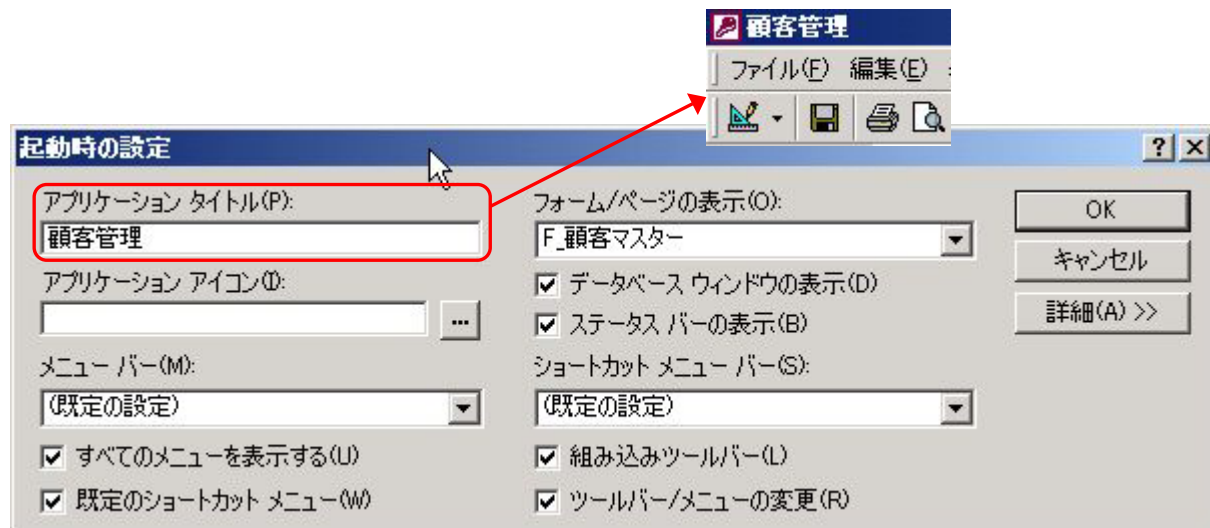 顧客管理
ファイル(F) 編集(E)
起動時の設定
アプリケーション タイトル(P):
顧客管理
アプリケーション アイコン(I):
...
メニュー バー(M):
(既定の設定)
すべてのメニューを表示する(U)
既定のショートカット メニュー(W)
フォーム/ページの表示(O):
F_顧客マスター
データベース ウィンドウの表示(D)
ステータス バーの表示(B)
ショートカット メニュー バー(S):
(既定の設定)
組み込みツールバー(L)
ツールバー/メニューの変更(R)
OK
キャンセル
詳細(A) >>